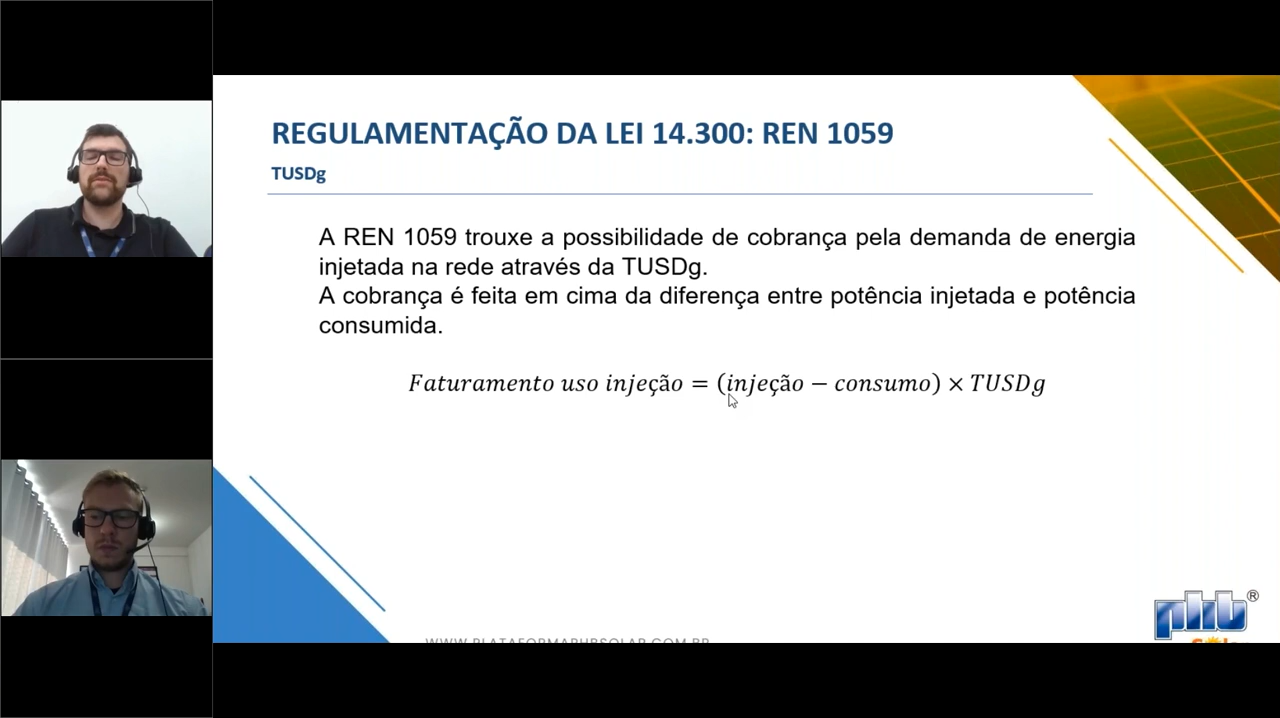 REGULAMENTAÇÃO DA LEI 14.300: REN 1059
TUSDg
A REN 1059 trouxe a possibilidade de cobrança pela demanda de energia
injetada na rede através da TUSDg.
A cobrança é feita em cima da diferença entre potência injetada e potência
consumida.
Faturamento uso injeção = (injeção − consumo) × TUSDg
phb®
Solar
WWW.PLATAFORMAPHBSOLAR.COM.BR